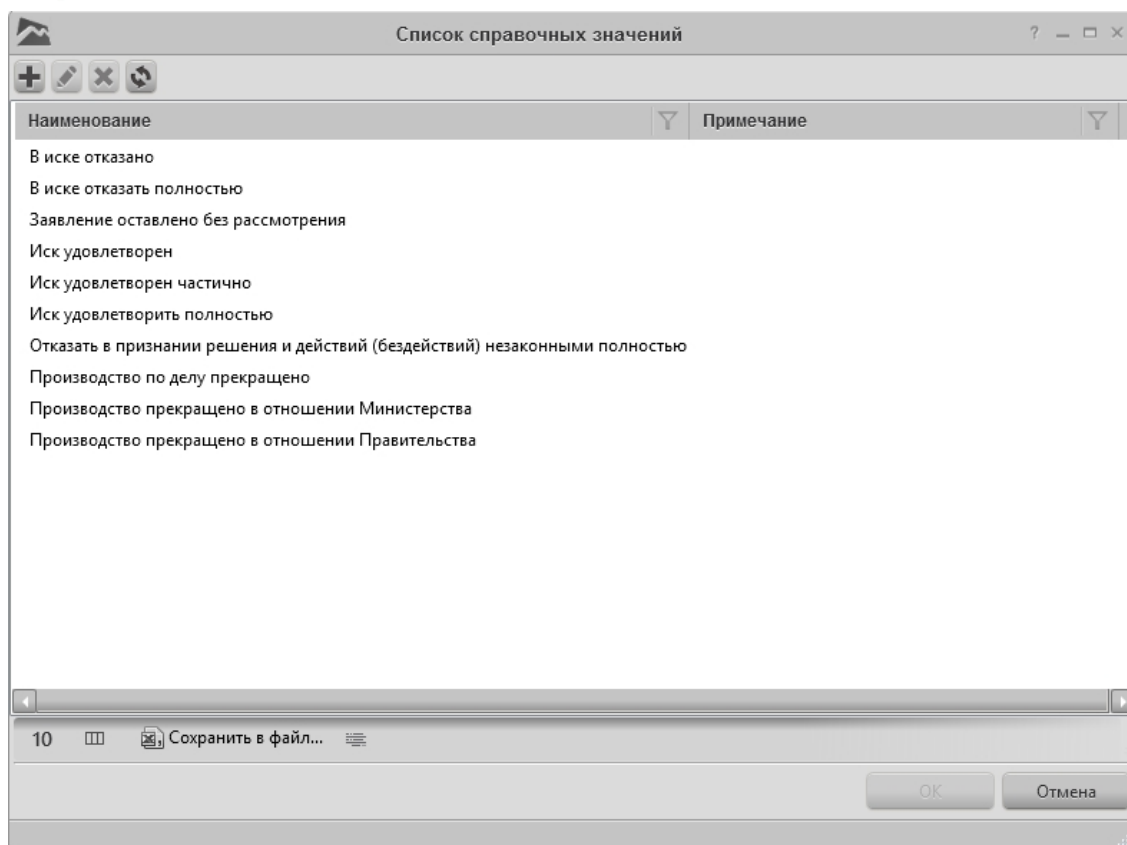 Список справочных значений
Наименование Примечание
В иске отказано
В иске отказать полностью
Заявление оставлено без рассмотрения
Иск удовлетворен
Иск удовлетворен частично
Иск удовлетворить полностью
Отказать в признании решения и действий (бездействий) незаконными полностью
Производство по делу прекращено
Производство прекращено в отношении Министерства
Производство прекращено в отношении Правительства
10 Сохранить в файл...
OK Отмена